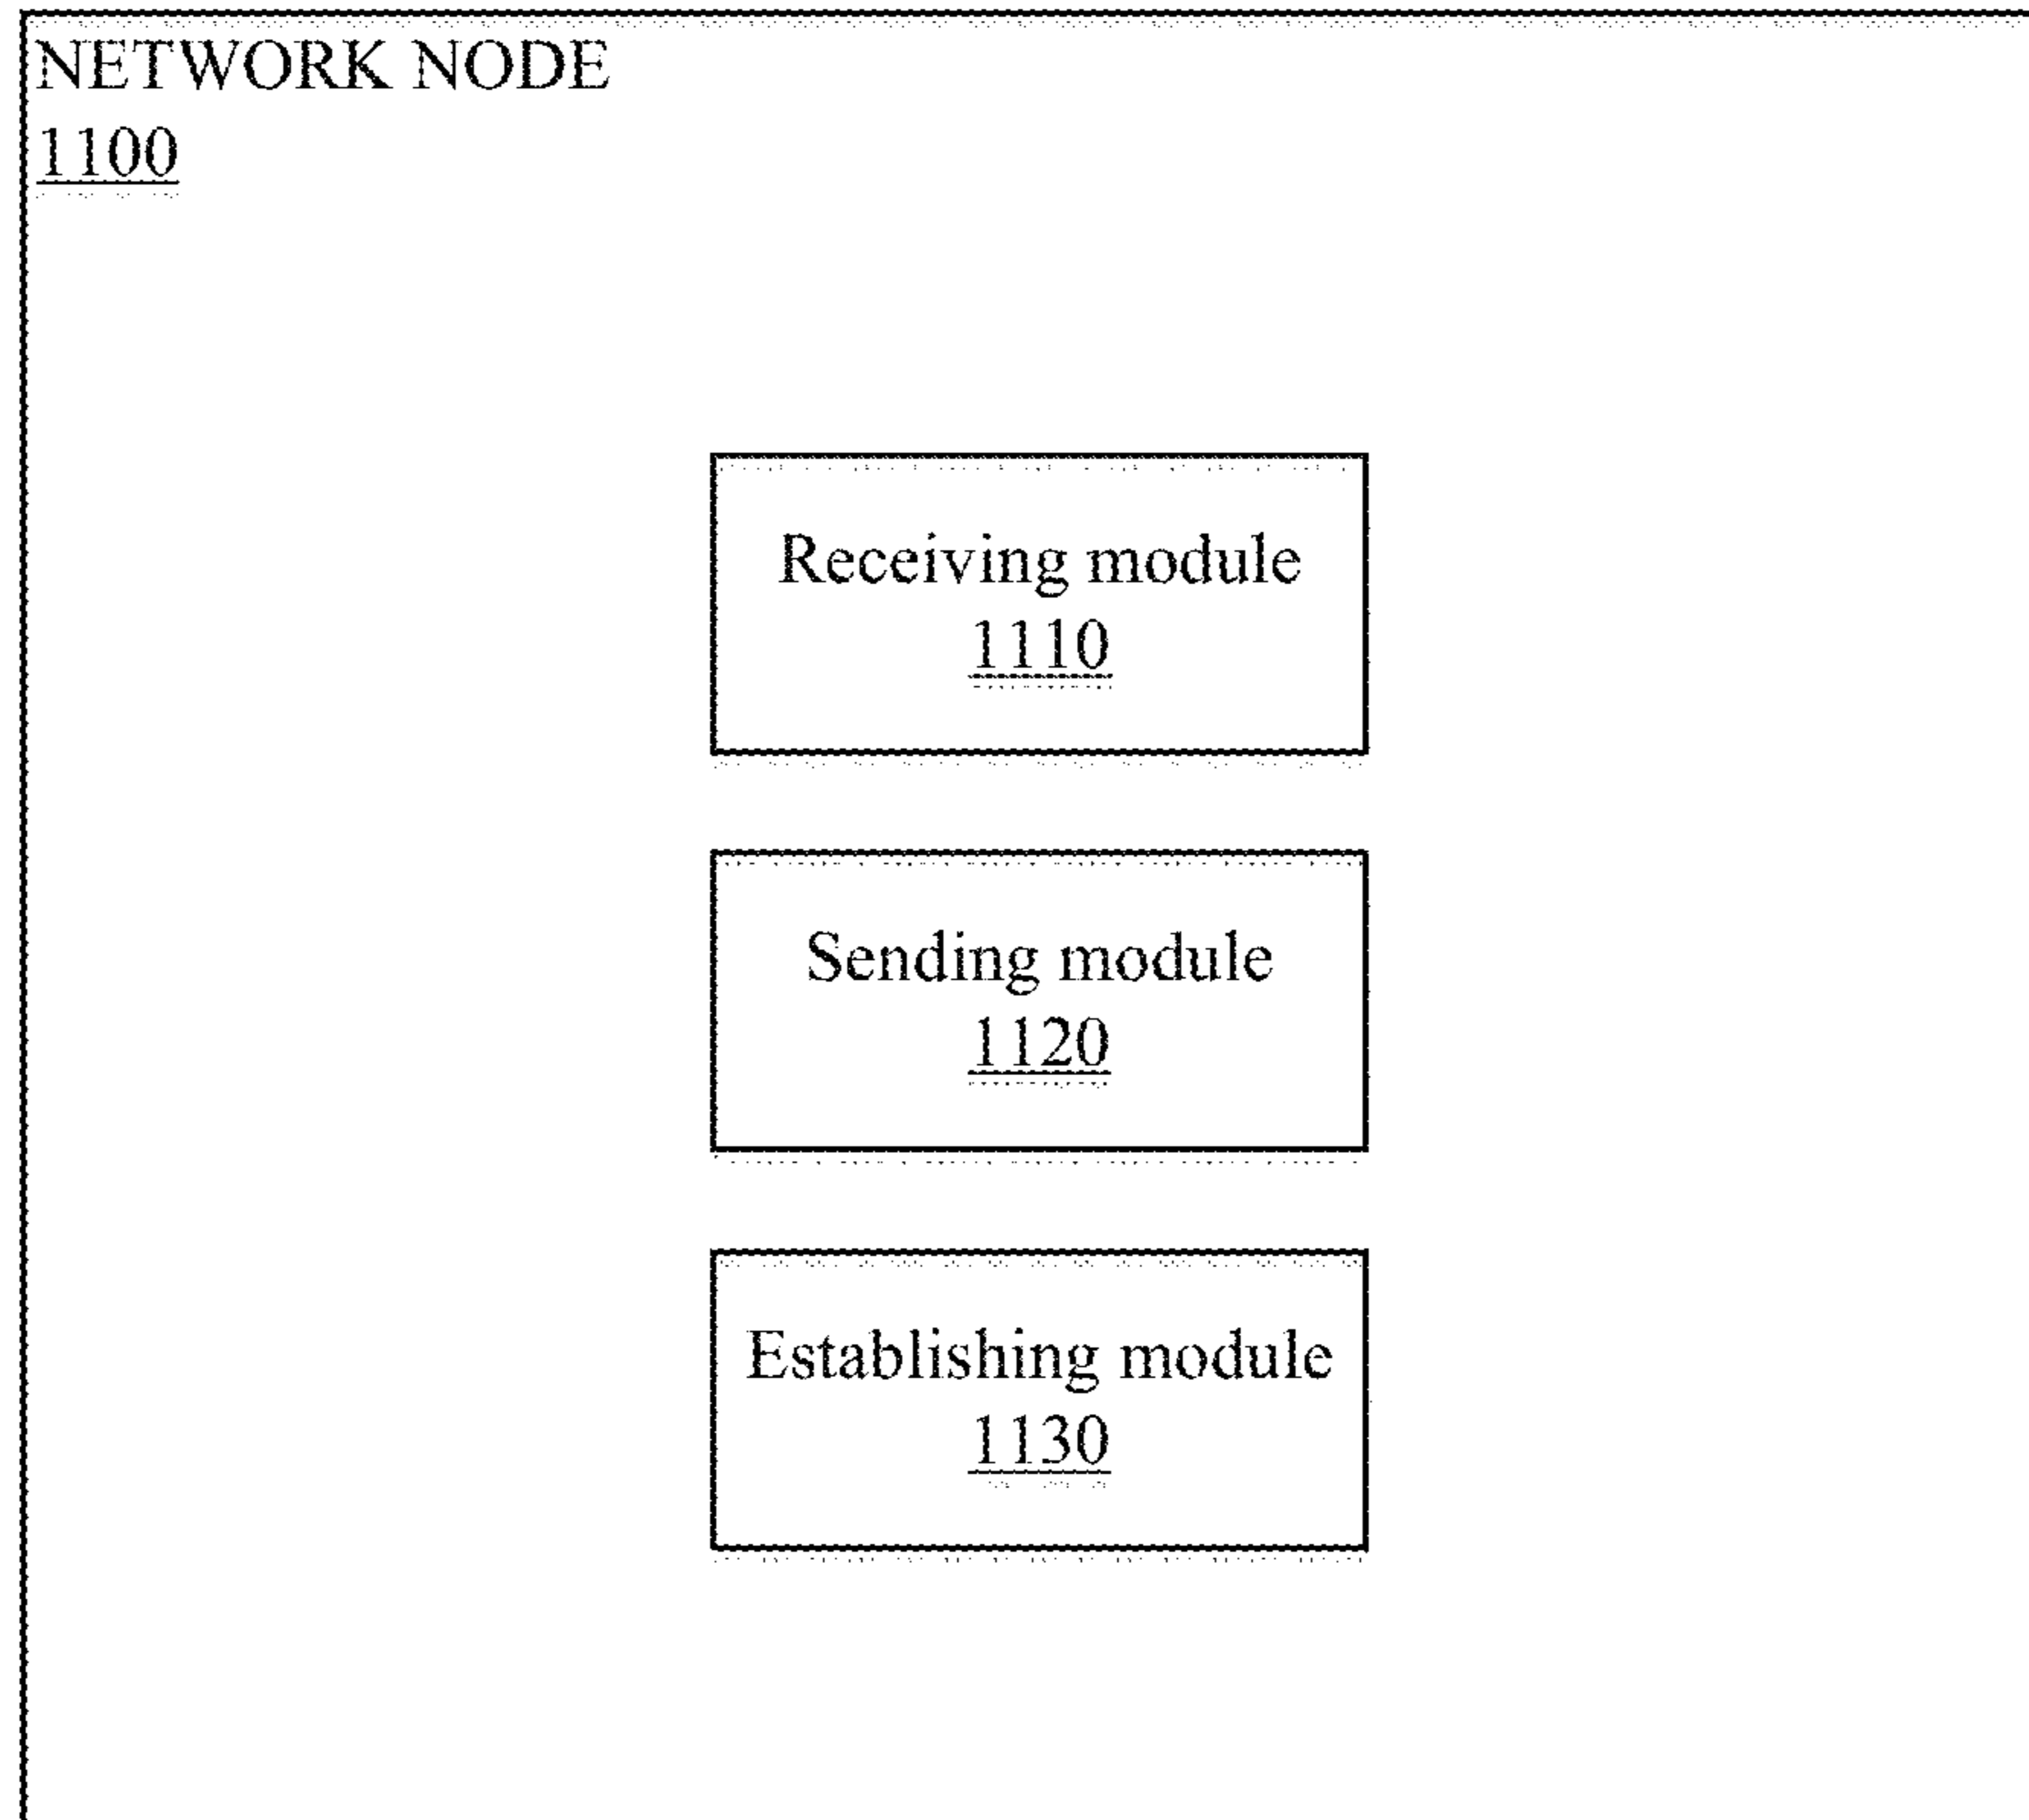 NETWORK NODE
1100
Receiving module
1110
Sending module
1120
Establishing module
1130